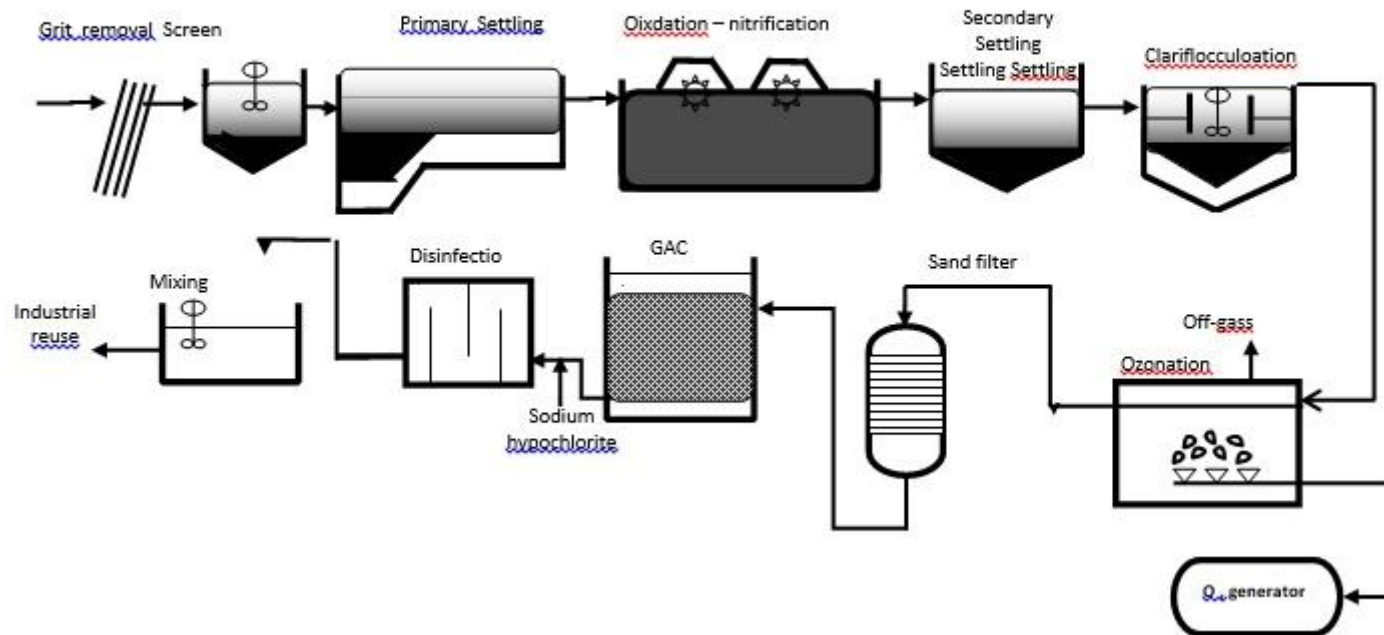 Grit removal Screen
Primary Settling
Oixdation – nitrification
Secondary
Settling
Settling Settling
Clariflocculoation
Mixing
Industrial
reuse
Disinfectio
GAC
Sodium
hypochlorite
Sand filter
Off-gass
Ozonation
generator